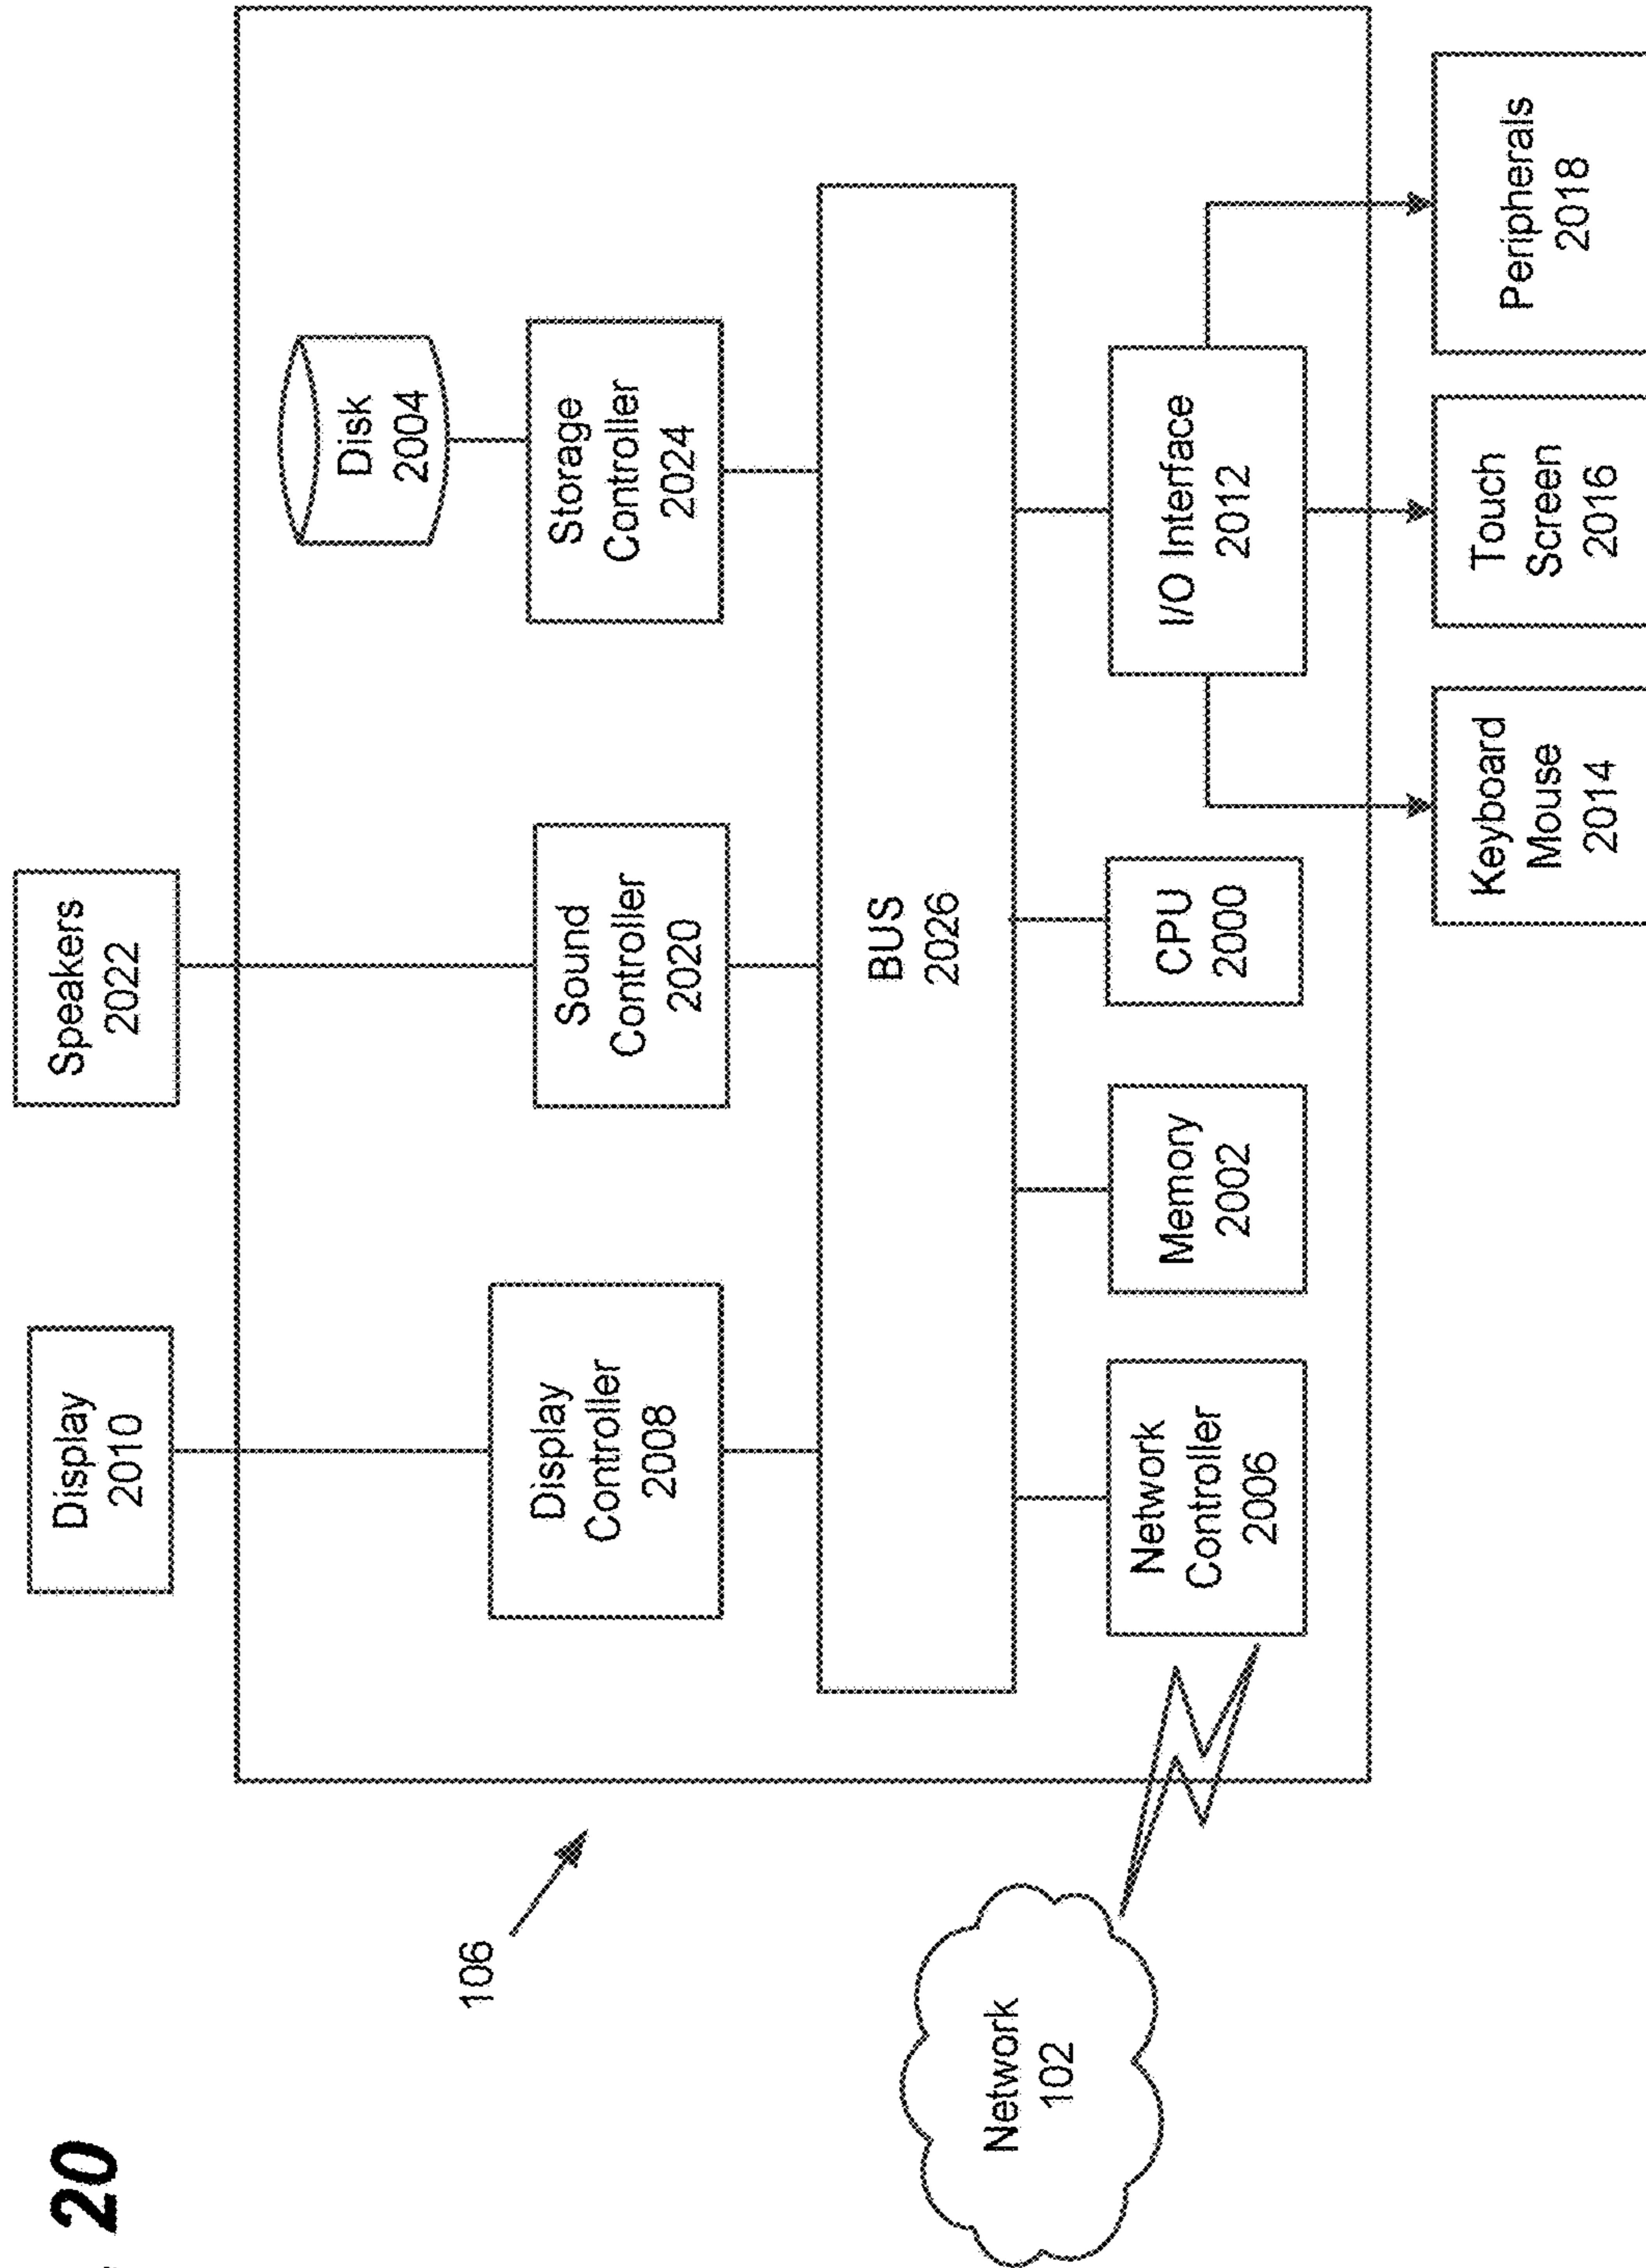 20
Display
2010
Speakers
2022
106
Disk
2004
Display
Controller
2008
Sound
Controller
2020
Storage
Controller
2024
BUS
2026
Network
102
Network
Controller
2006
Memory
2002
CPU
2000
I/O Interface
2012
Keyboard
Mouse
2014
Touch
Screen
2016
Peripherals
2018